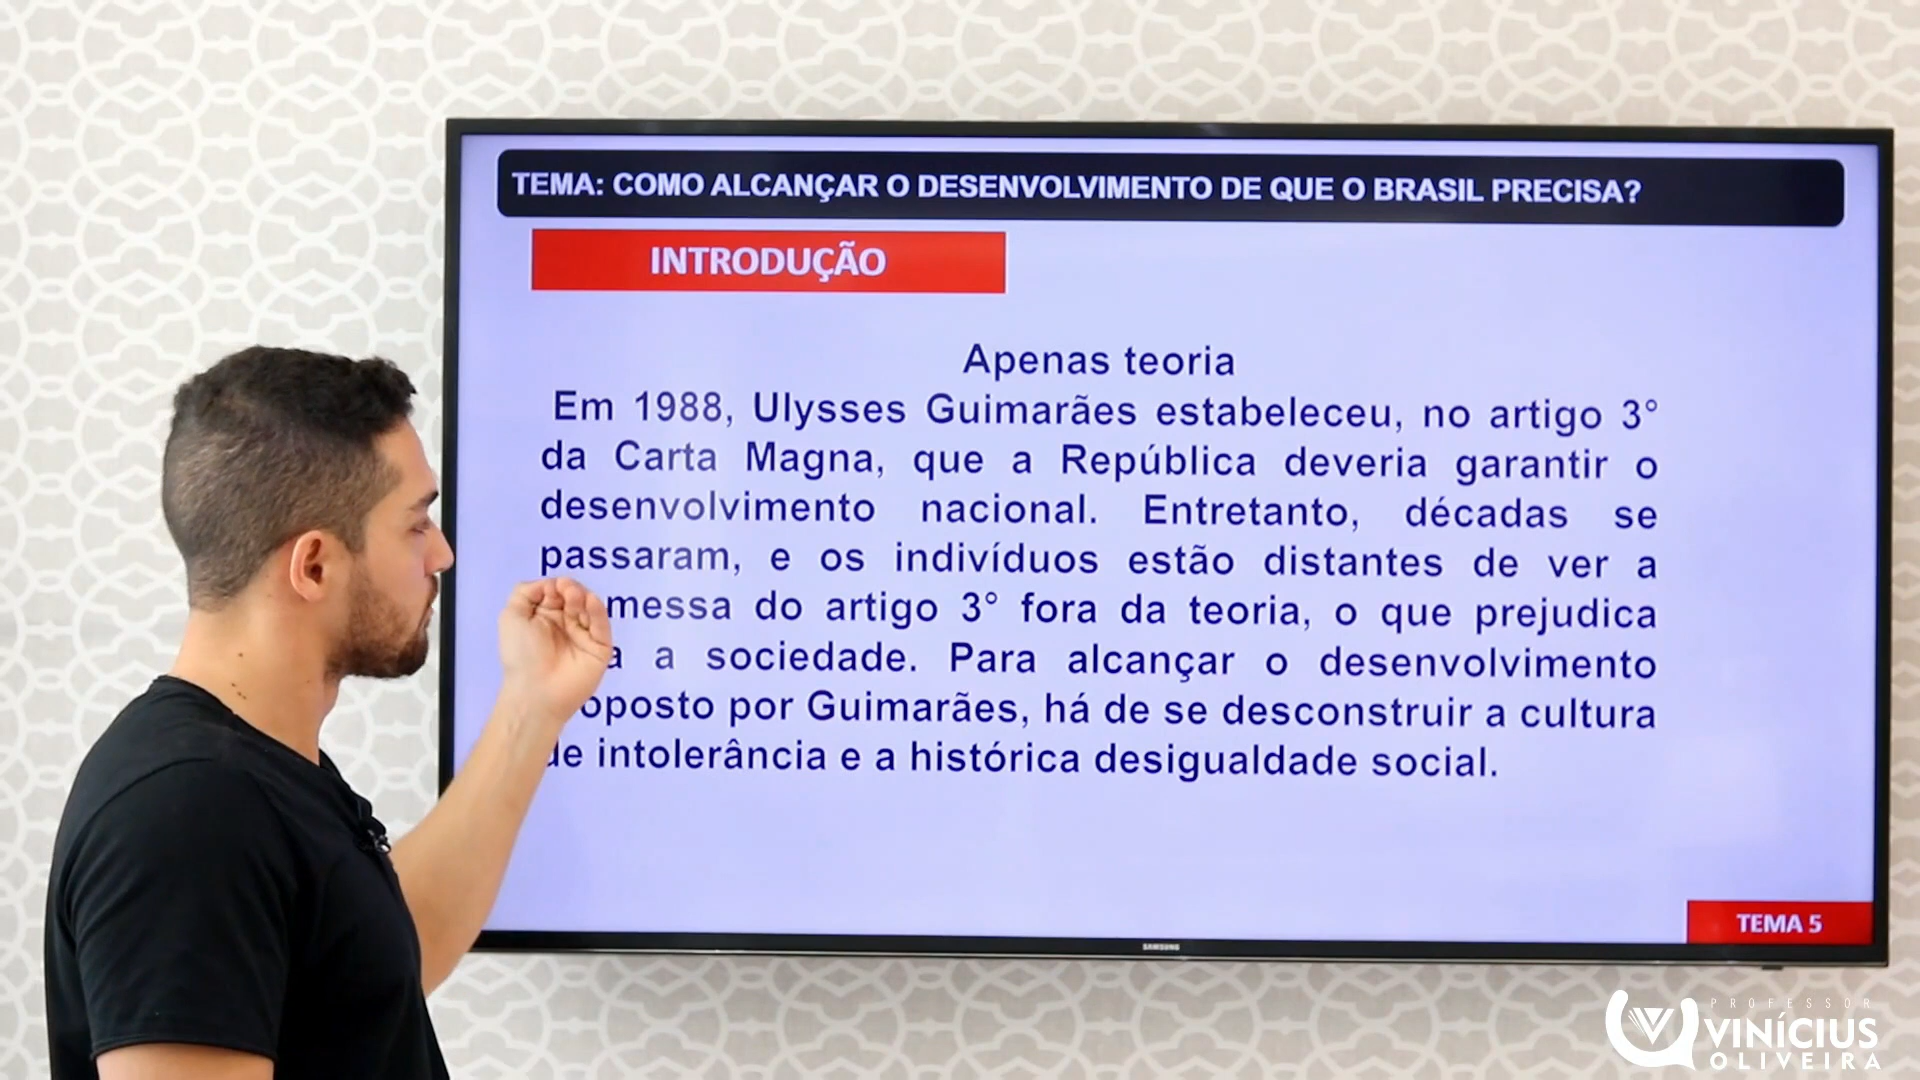 TEMA: COMO ALCANÇAR O DESENVOLVIMENTO DE QUE O BRASIL PRECISA?
INTRODUÇÃO
Apenas teoria
Em 1988, Ulysses Guimarães estabeleceu, no artigo 3°
da Carta Magna, que a República deveria garantir o
desenvolvimento nacional. Entretanto, décadas se
passaram, e os indivíduos estão distantes de ver a
messa do artigo 3° fora da teoria, o que prejudica
a a sociedade. Para alcançar o desenvolvimento
oposto por Guimarães, há de se desconstruir a cultura
de intolerância e a histórica desigualdade social.
TEMA 5
SAMSUNG
PROFESSOR
VINÍCIUS
OLIVEIRA